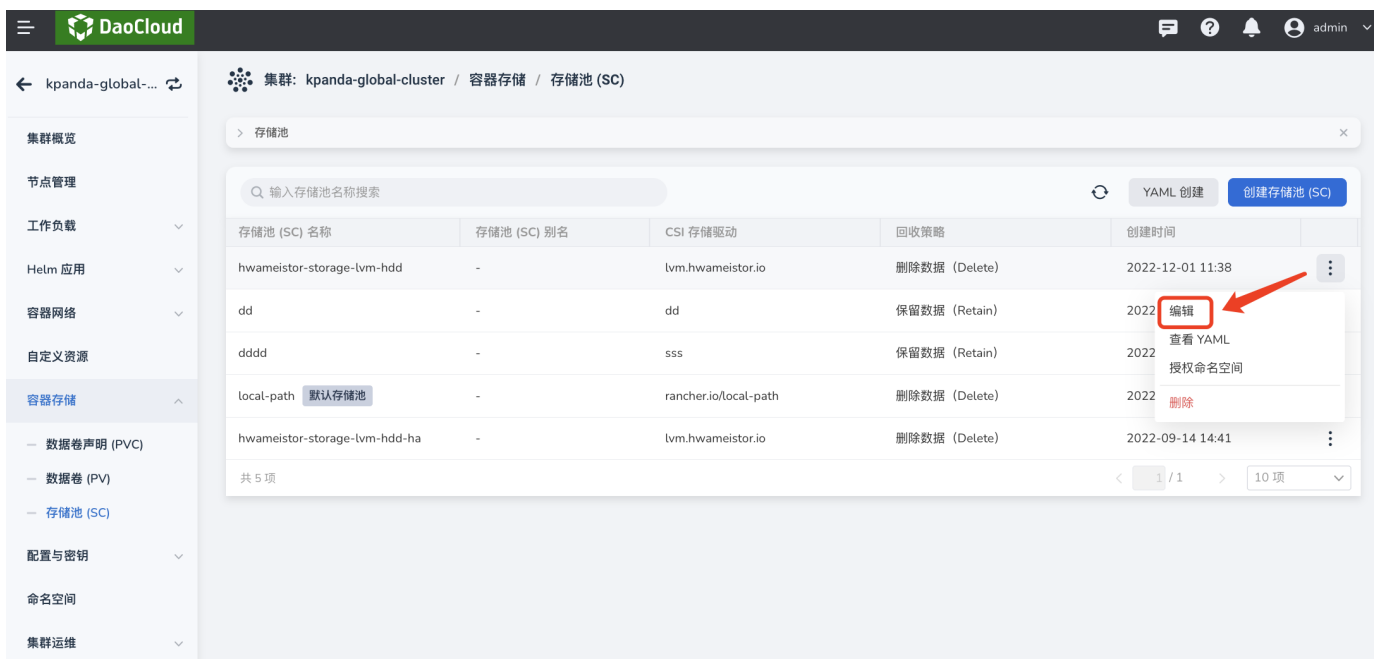 DaoCloud
admin
kpanda-global-...
集群: kpanda-global-cluster / 容器存储 / 存储池 (SC)
集群概览
节点管理
工作负载
Helm 应用
容器网络
自定义资源
容器存储
数据卷声明 (PVC)
数据卷 (PV)
存储池 (SC)
配置与密钥
命名空间
集群运维
存储池
输入存储池名称搜索
YAML 创建
创建存储池 (SC)
存储池 (SC) 名称 存储池 (SC) 别名 CSI 存储驱动 回收策略 创建时间
hwameistor-storage-lvm-hdd - lvm.hwameistor.io 删除数据（Delete） 2022-12-01 11:38
dd - dd 保留数据（Retain） 2022
dddd - sss 保留数据（Retain） 2022
local-path 默认存储池 - rancher.io/local-path 删除数据（Delete） 2022
hwameistor-storage-lvm-hdd-ha - lvm.hwameistor.io 删除数据（Delete） 2022-09-14 14:41
编辑
查看 YAML
授权命名空间
删除
共 5 项
1 / 1
10 项